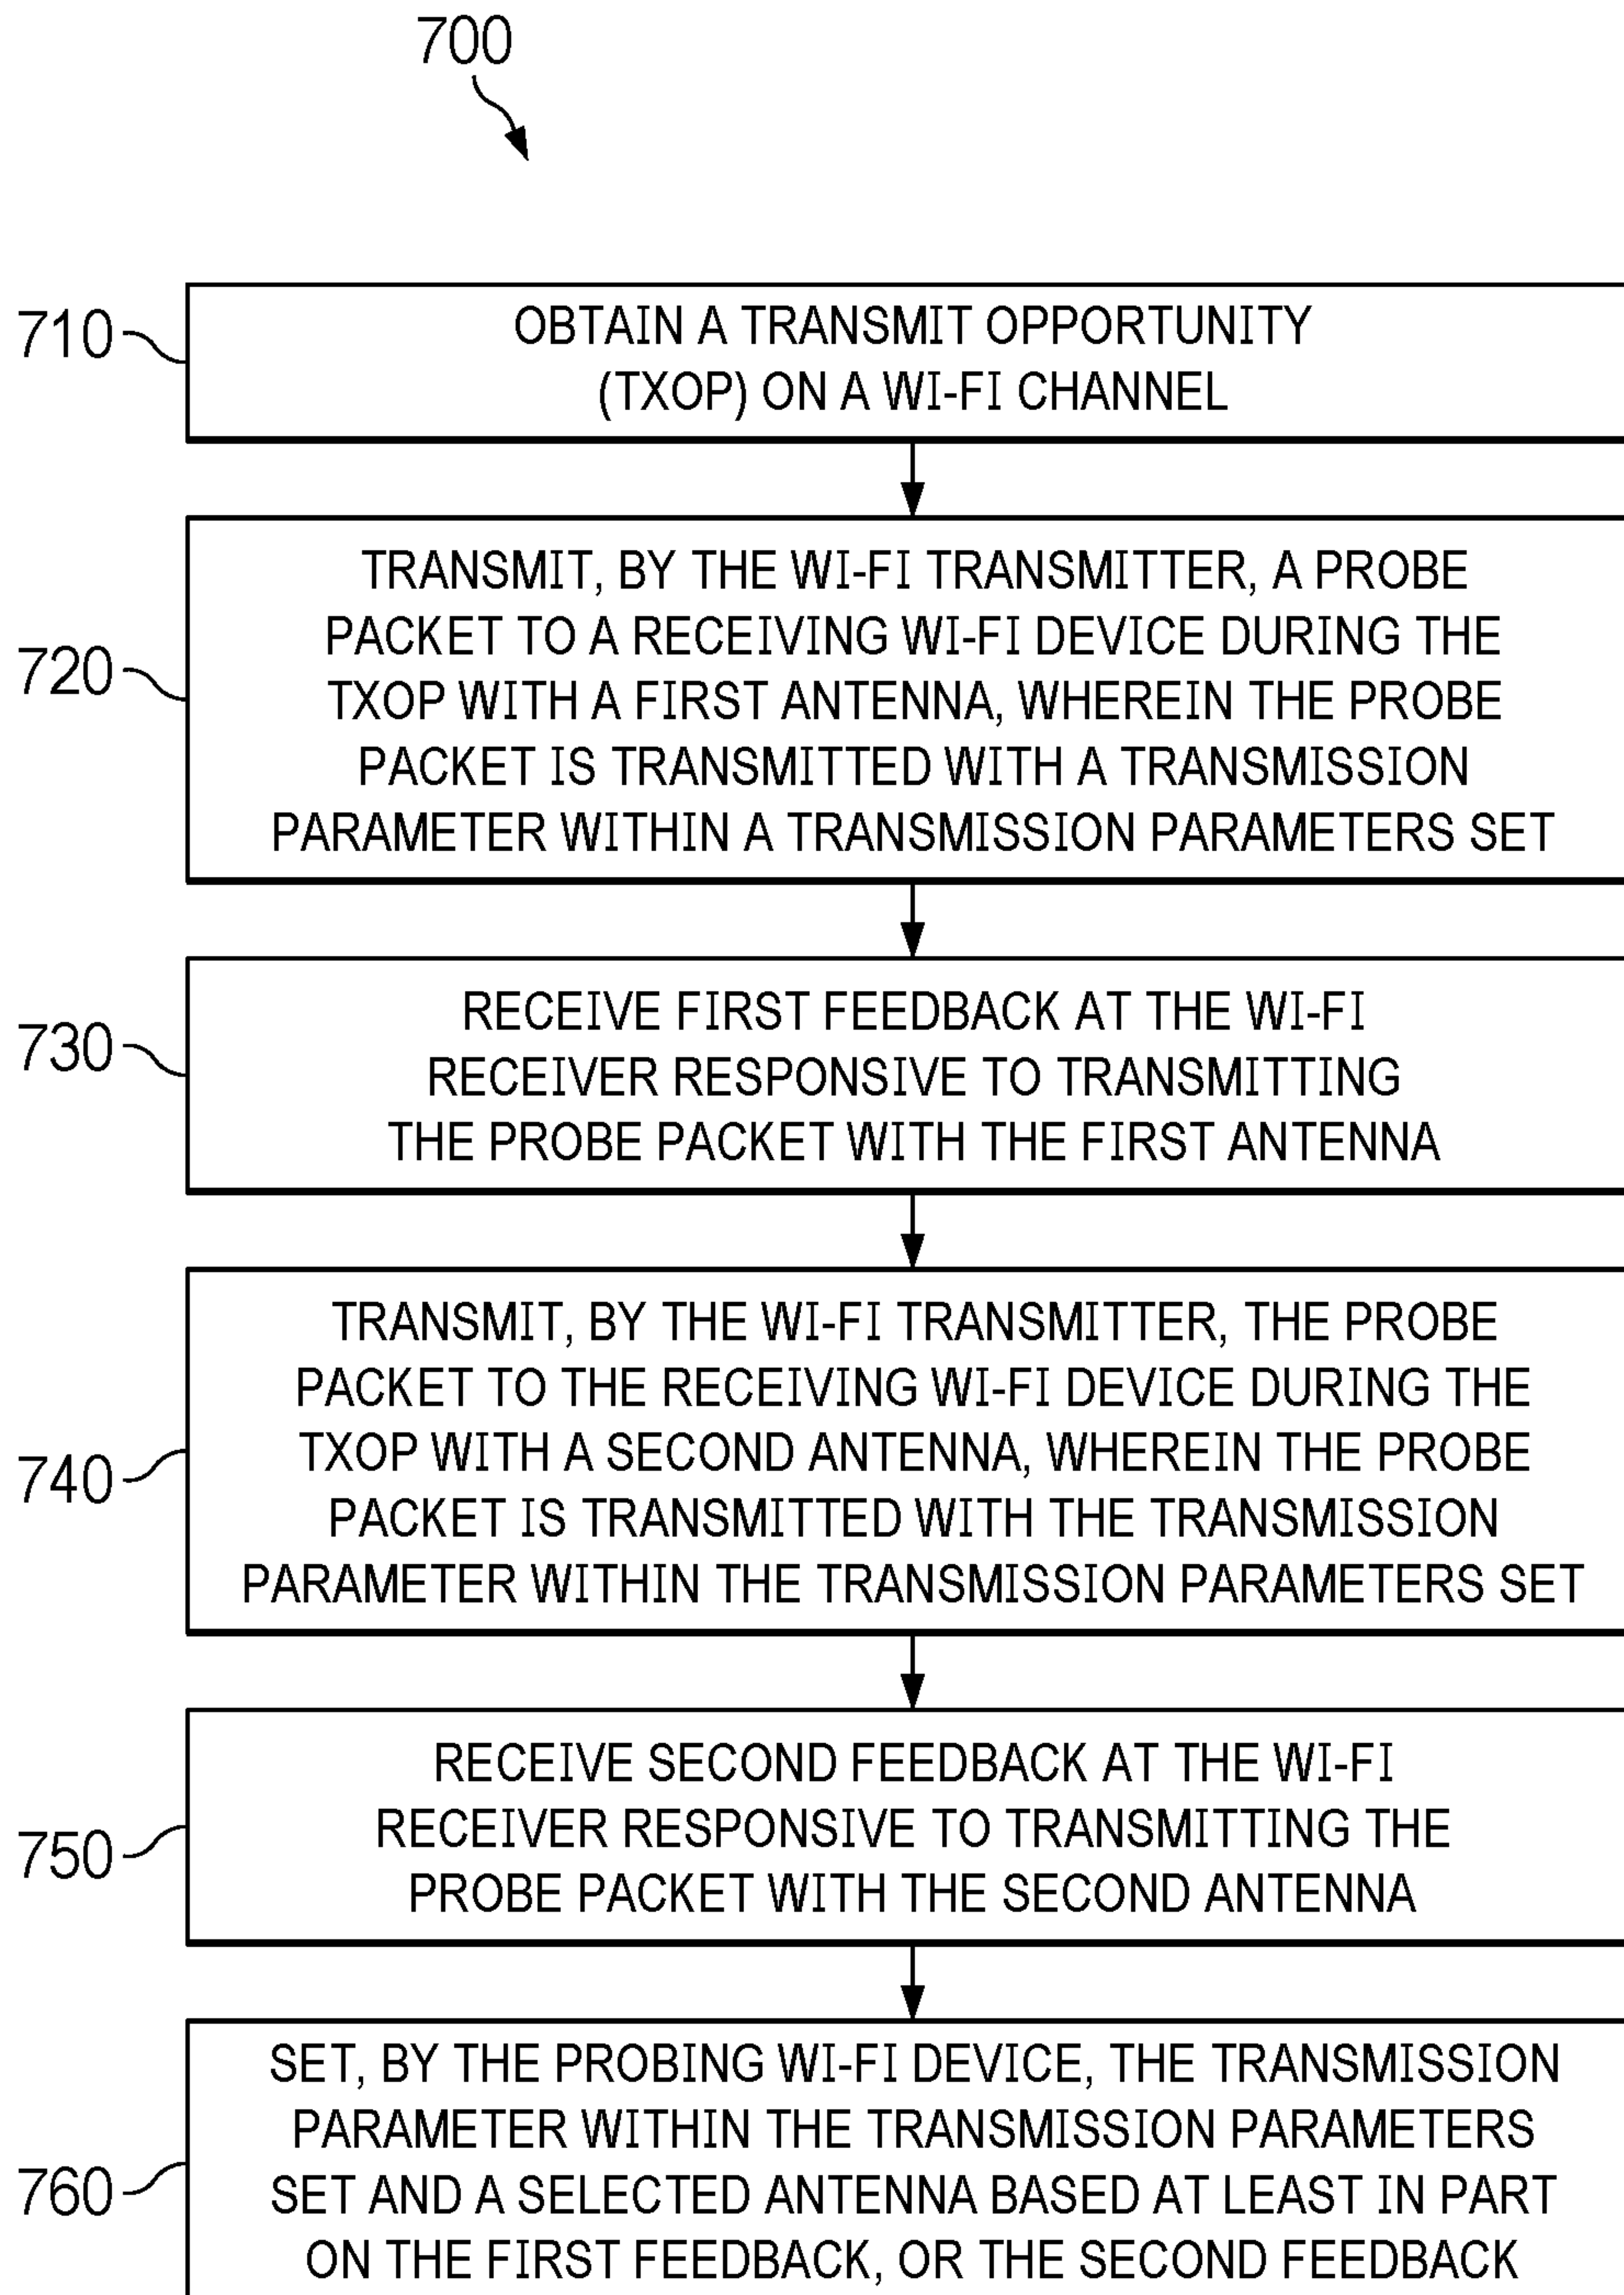 700
710
OBTAIN A TRANSMIT OPPORTUNITY
(TXOP) ON A WI-FI CHANNEL
720
TRANSMIT, BY THE WI-FI TRANSMITTER, A PROBE
PACKET TO A RECEIVING WI-FI DEVICE DURING THE
TXOP WITH A FIRST ANTENNA, WHEREIN THE PROBE
PACKET IS TRANSMITTED WITH A TRANSMISSION
PARAMETER WITHIN A TRANSMISSION PARAMETERS SET
730
RECEIVE FIRST FEEDBACK AT THE WI-FI
RECEIVER RESPONSIVE TO TRANSMITTING
THE PROBE PACKET WITH THE FIRST ANTENNA
740
TRANSMIT, BY THE WI-FI TRANSMITTER, THE PROBE
PACKET TO THE RECEIVING WI-FI DEVICE DURING THE
TXOP WITH A SECOND ANTENNA, WHEREIN THE PROBE
PACKET IS TRANSMITTED WITH THE TRANSMISSION
PARAMETER WITHIN THE TRANSMISSION PARAMETERS SET
750
RECEIVE SECOND FEEDBACK AT THE WI-FI
RECEIVER RESPONSIVE TO TRANSMITTING THE
PROBE PACKET WITH THE SECOND ANTENNA
760
SET, BY THE PROBING WI-FI DEVICE, THE TRANSMISSION
PARAMETER WITHIN THE TRANSMISSION PARAMETERS
SET AND A SELECTED ANTENNA BASED AT LEAST IN PART
ON THE FIRST FEEDBACK, OR THE SECOND FEEDBACK